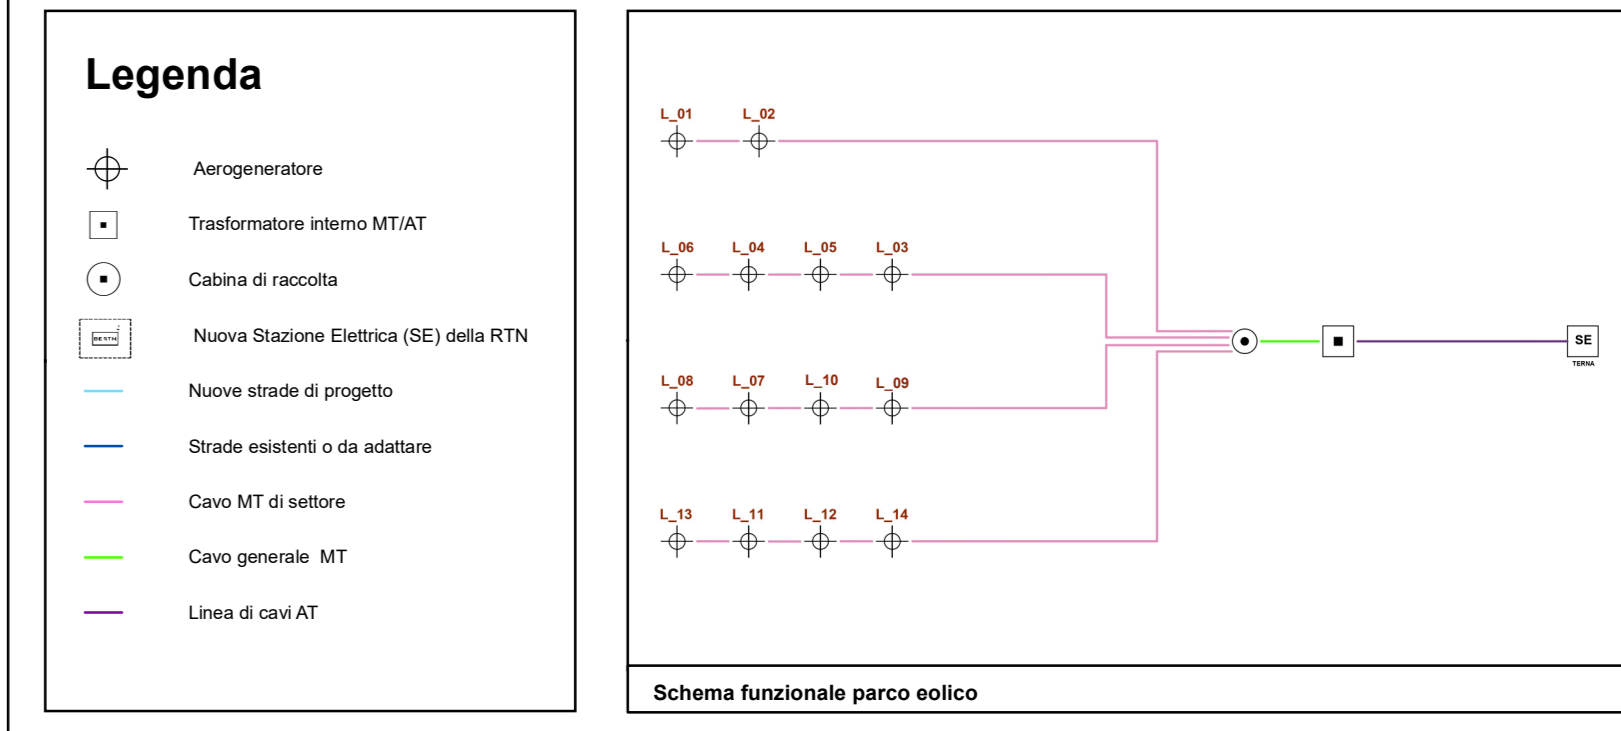 Legenda
Aerogeneratore
Trasformatore interno MT/AT
Cabina di raccolta
SE RTN
Nuova Stazione Elettrica (SE) della RTN
Nuove strade di progetto
Strade esistenti o da adattare
Cavo MT di settore
Cavo generale MT
Linea di cavi AT
L_01 L_02
L_06 L_04 L_05 L_03
L_08 L_07 L_10 L_09
L_13 L_11 L_12 L_14
SE
TERNA
Schema funzionale parco eolico